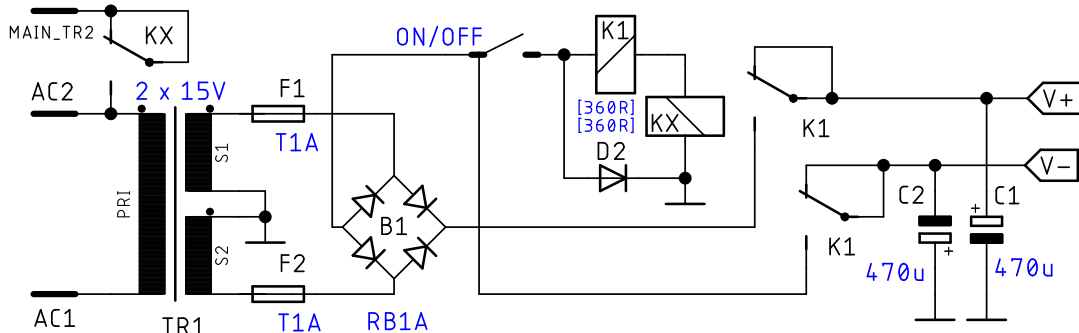 MAIN_TR2
KX
ON/OFF
K1
AC2
2 x 15V
F1
[360R]
[360R]
KX
V+
K1
T1A
S1
D2
V-
PRI
C2
C1
B1
S2
F2
K1
470u
470u
AC1
TR1
T1A
RB1A
+
+